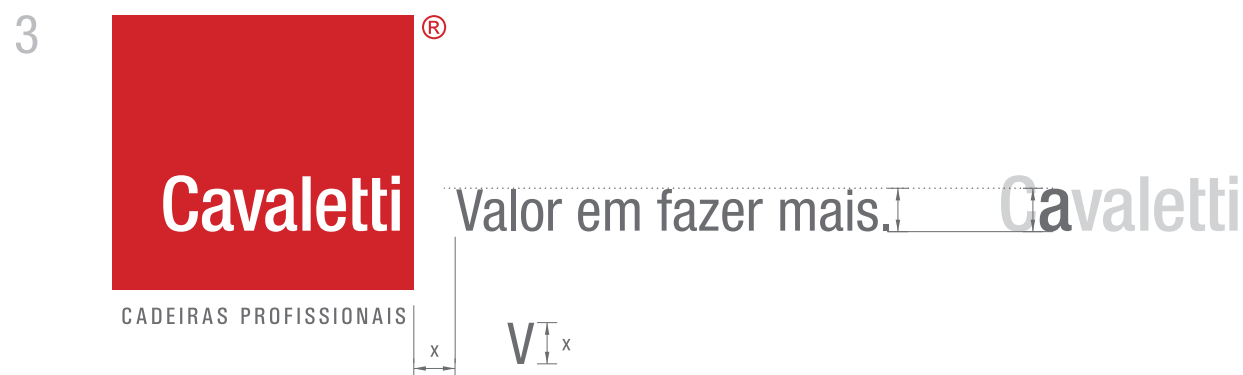 3
®
Cavaletti
Valor em fazer mais.
Cavaletti
CADEIRAS PROFISSIONAIS
x
V x